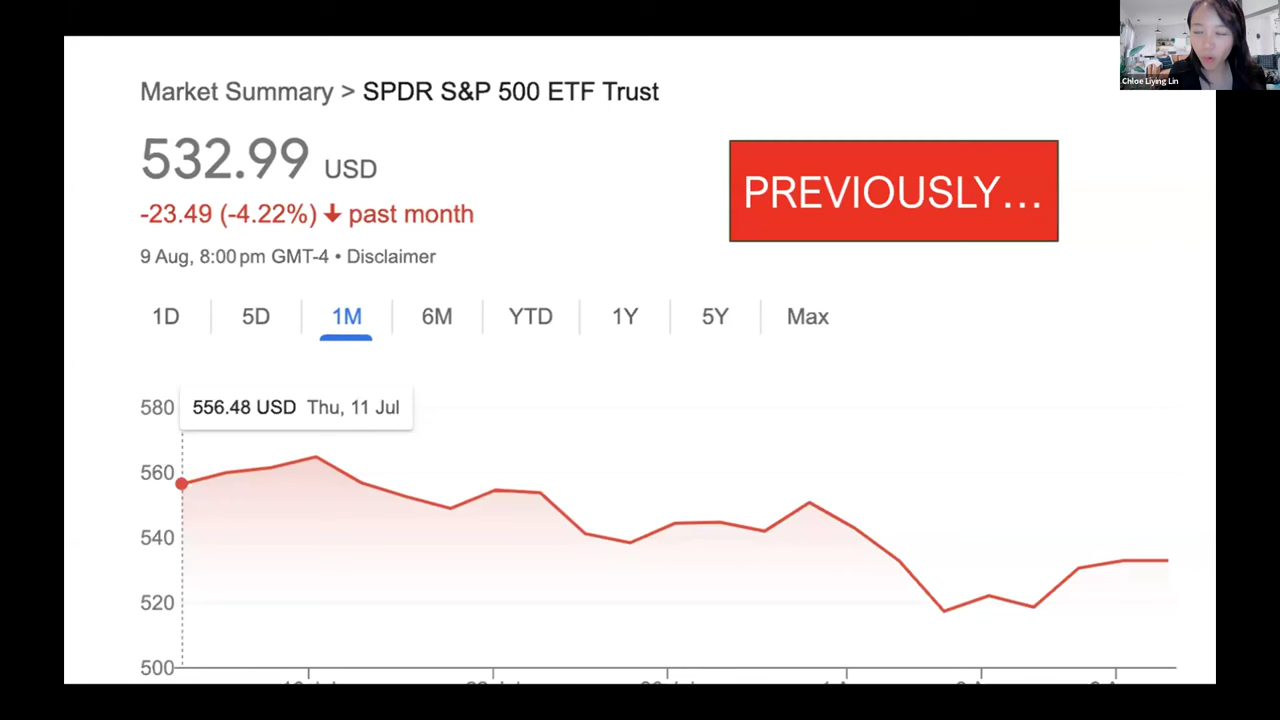 Market Summary > SPDR S&P 500 ETF Trust
532.99 USD
-23.49 (-4.22%) ↓ past month
9 Aug, 8:00 pm GMT-4 • Disclaimer
PREVIOUSLY...
1D 5D 1M 6M YTD 1Y 5Y Max
556.48 USD Thu, 11 Jul
580
560
540
520
500
Chloe Liying Lin